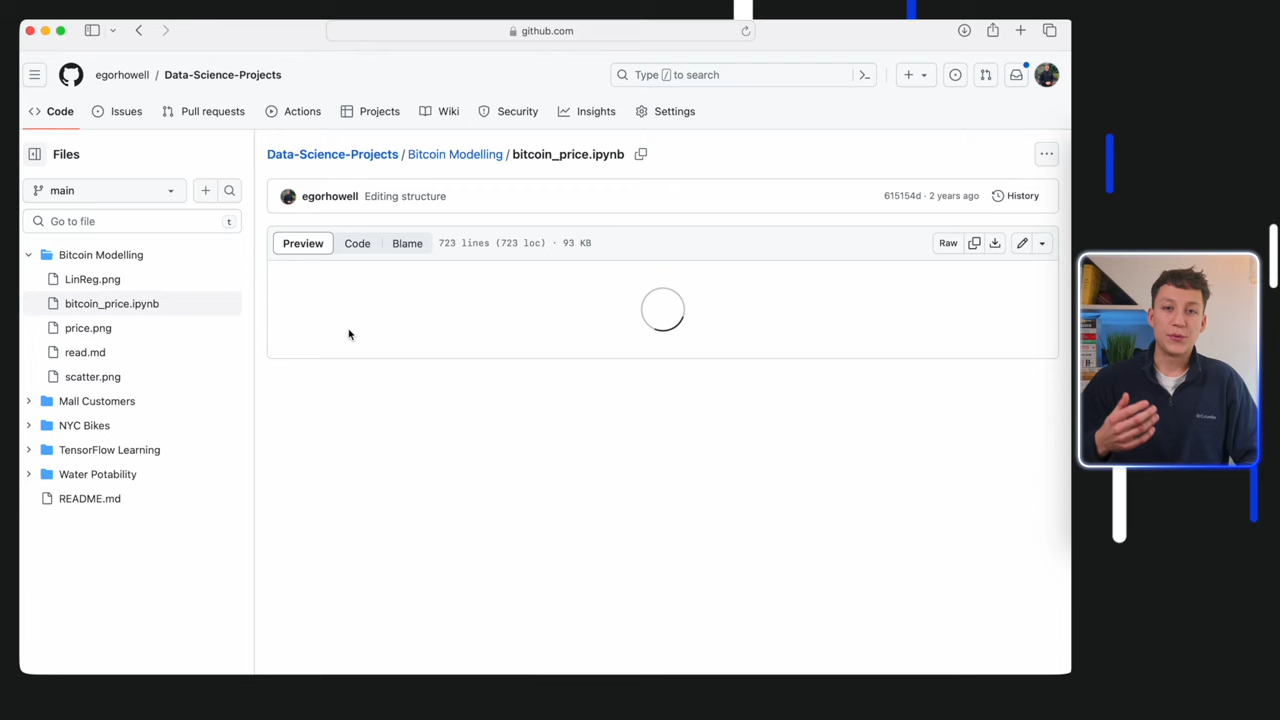 github.com
egorhowell / Data-Science-Projects
Type / to search
Code Issues Pull requests Actions Projects Wiki Security Insights Settings
Files
Data-Science-Projects / Bitcoin Modelling / bitcoin_price.ipynb
main
egorhowell Editing structure 615154d · 2 years ago History
Go to file t
Preview Code Blame 723 lines (723 loc) · 93 KB Raw
Bitcoin Modelling
LinReg.png
bitcoin_price.ipynb
price.png
read.md
scatter.png
Mall Customers
NYC Bikes
TensorFlow Learning
Water Potability
README.md
Columbia